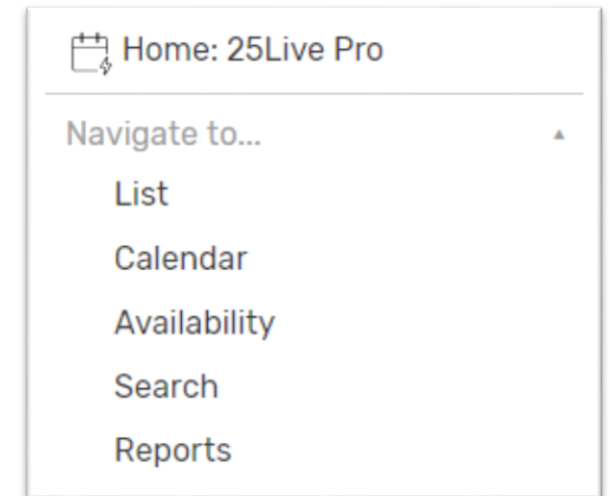 Home: 25Live Pro
Navigate to...
List
Calendar
Availability
Search
Reports